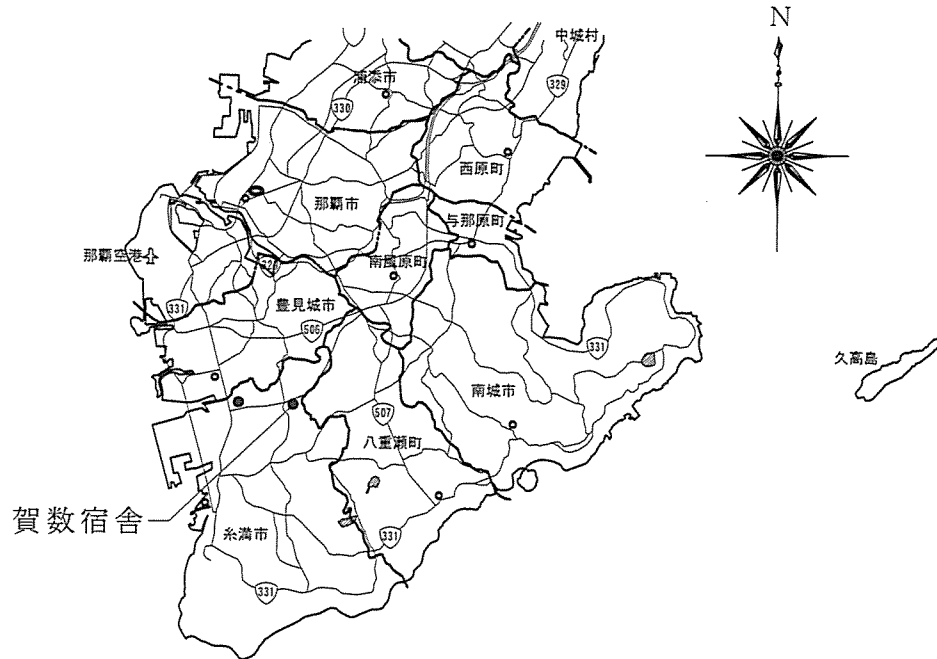 N
中城村
浦添市
329
330
西原町
那覇市
与那原町
那覇空港
南風原町
331
豊見城市
506
331
久高島
南城市
507
八重瀬町
賀数宿舎
糸満市
331
331